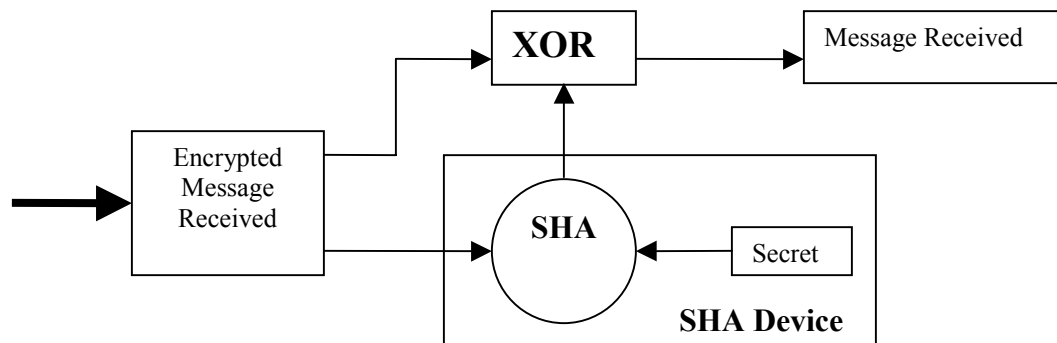 XOR
Message Received
Encrypted
Message
Received
SHA
Secret
SHA Device